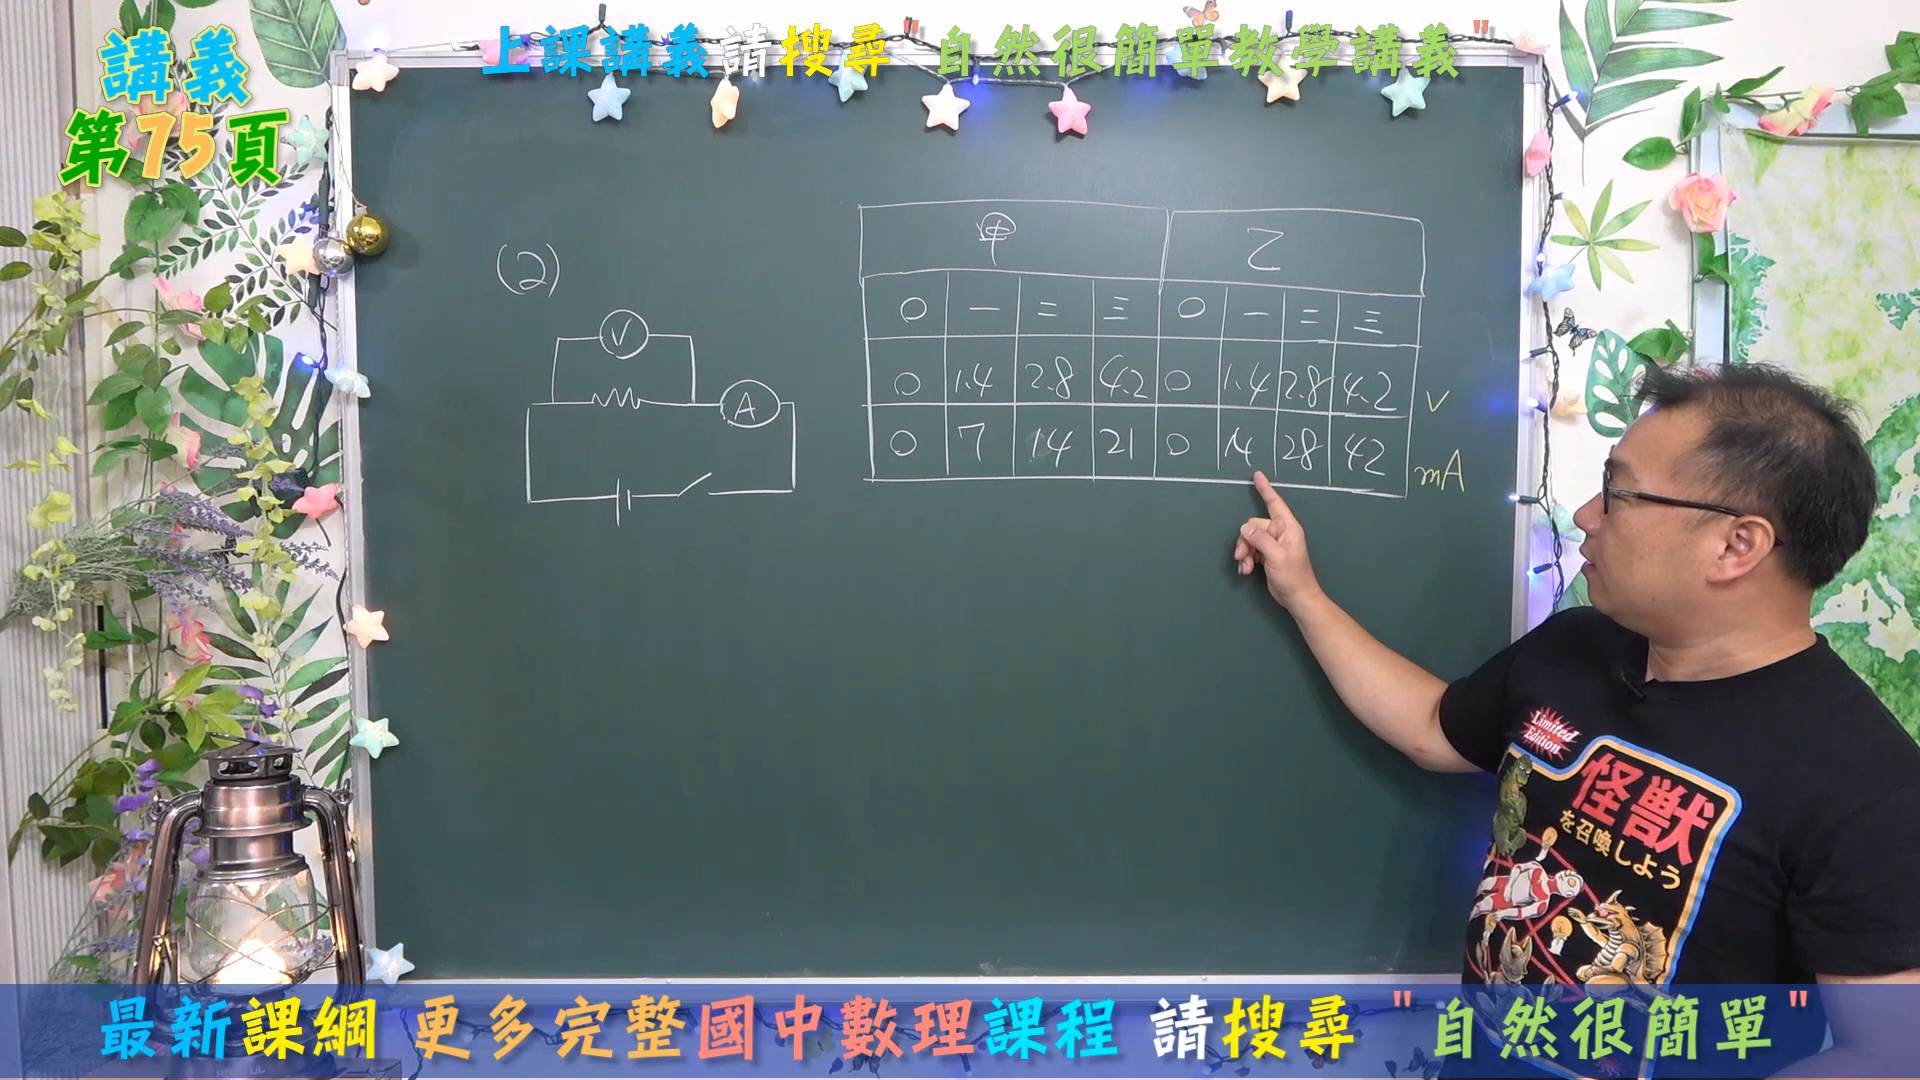 上課講義請搜尋"自然很簡單教學講義"
講義
第75頁
(2)
V
A
甲 乙
0 一 二 三 0 一 二 三
0 1.4 2.8 4.2 0 1.4 2.8 4.2 V
0 7 14 21 0 14 28 42 mA
Limited
Edition
怪獣
を召喚しよう
最新課綱 更多完整國中數理課程 請搜尋 "自然很簡單"